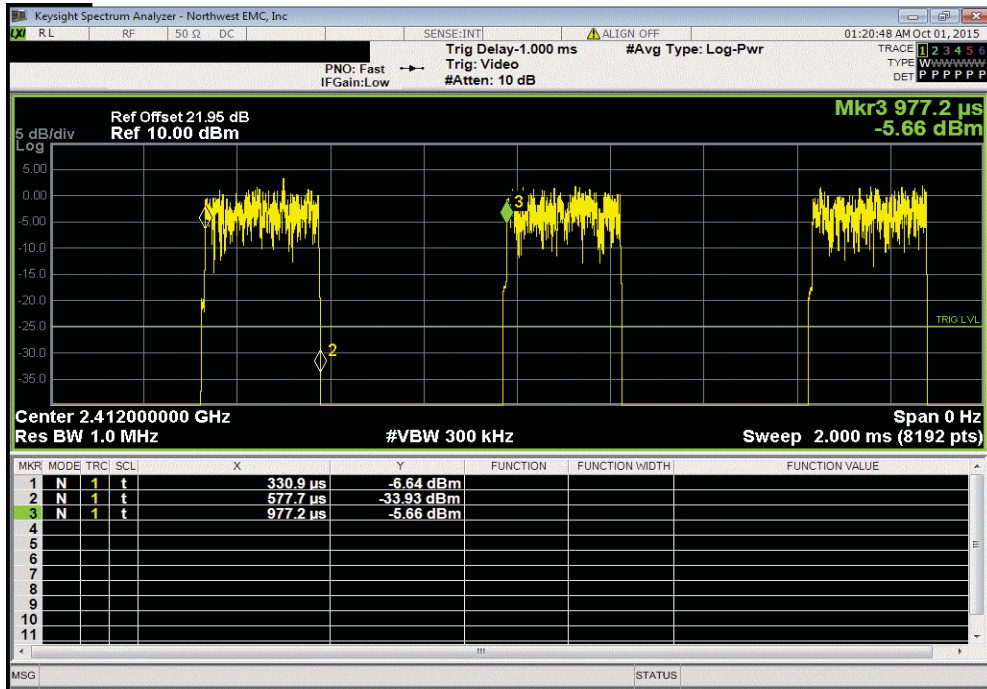 Keysight Spectrum Analyzer - Northwest EMC, Inc
LXI RL RF 50 Ω DC SENSE:INT ALIGN OFF 01:20:48 AM Oct 01, 2015
Trig Delay-1.000 ms #Avg Type: Log-Pwr TRACE 1 2 3 4 5 6
PNO: Fast Trig: Video TYPE WWWWWW
IFGain:Low #Atten: 10 dB DET P P P P P P
Mkr3 977.2 µs
-5.66 dBm
Ref Offset 21.95 dB
5 dB/div Ref 10.00 dBm
Log
5.00
0.00
-5.00
-10.0
-15.0
-20.0
-25.0
-30.0
-35.0
3
2
TRIG LVL
Center 2.412000000 GHz Span 0 Hz
Res BW 1.0 MHz #VBW 300 kHz Sweep 2.000 ms (8192 pts)
MKR MODE TRC SCL X Y FUNCTION FUNCTION WIDTH FUNCTION VALUE
1 N 1 t 330.9 µs -6.64 dBm
2 N 1 t 577.7 µs -33.93 dBm
3 N 1 t 977.2 µs -5.66 dBm
4
5
6
7
8
9
10
11
MSG STATUS